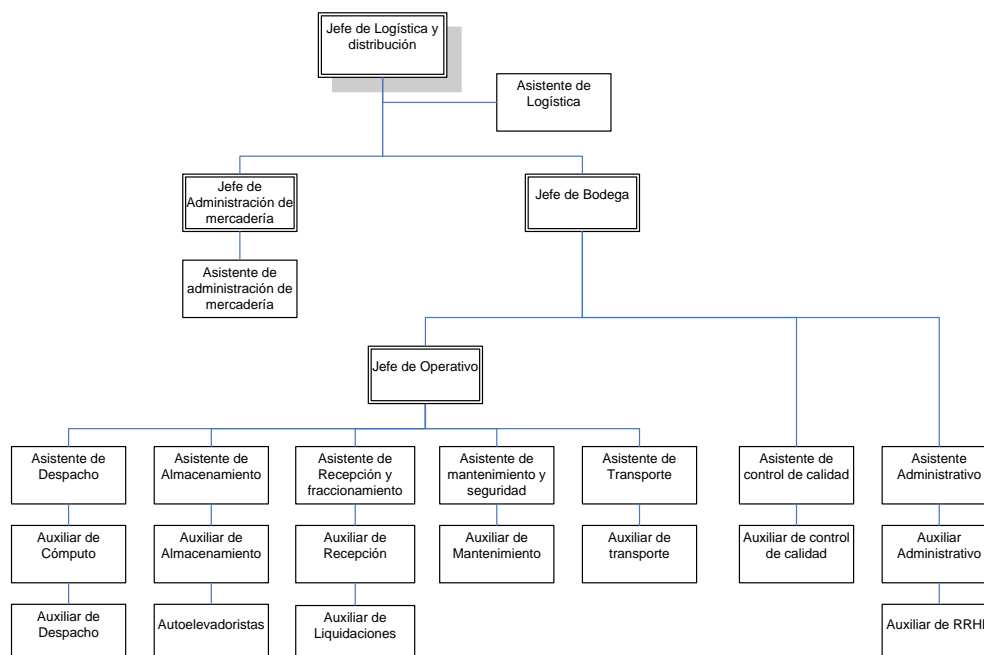 Jefe de Logística y
distribución
Asistente de
Logística
Jefe de
Administración de
mercadería
Jefe de Bodega
Asistente de
administración de
mercadería
Jefe de Operativo
Asistente de
Despacho
Asistente de
Almacenamiento
Asistente de
Recepción y
fraccionamiento
Asistente de
mantenimiento y
seguridad
Asistente de
Transporte
Asistente de
control de calidad
Asistente
Administrativo
Auxiliar de
Cómputo
Auxiliar de
Almacenamiento
Auxiliar de
Recepción
Auxiliar de
Mantenimiento
Auxiliar de
transporte
Auxiliar de control
de calidad
Auxiliar
Administrativo
Auxiliar de
Despacho
Autoelevadoristas
Auxiliar de
Liquidaciones
Auxiliar de